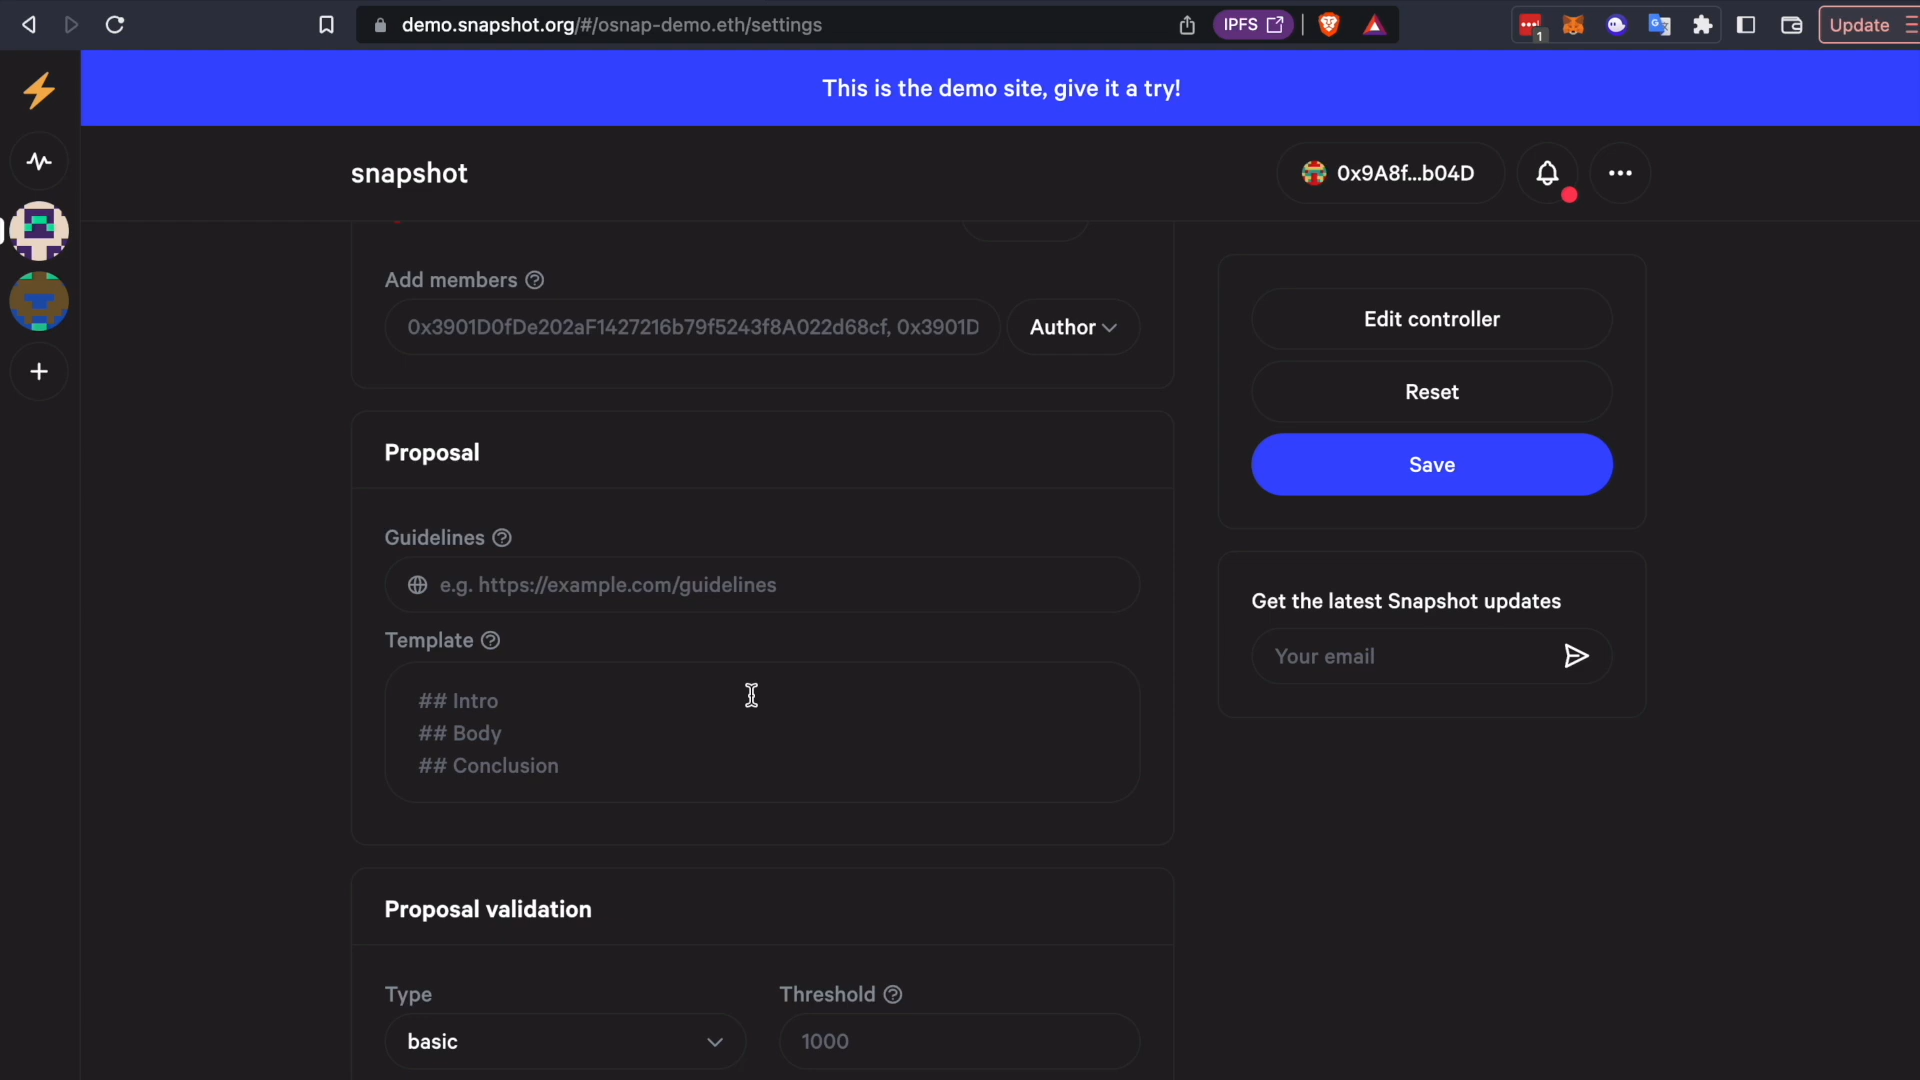 demo.snapshot.org/#/osnap-demo.eth/settings
IPFS
1
Update
This is the demo site, give it a try!
snapshot
0x9A8f...b04D
Add members
0x3901D0fDe202aF1427216b79f5243f8A022d68cf, 0x3901D
Author
Edit controller
Reset
Save
Proposal
Guidelines
e.g. https://example.com/guidelines
Template
## Intro
## Body
## Conclusion
Get the latest Snapshot updates
Your email
Proposal validation
Type
Threshold
basic
1000